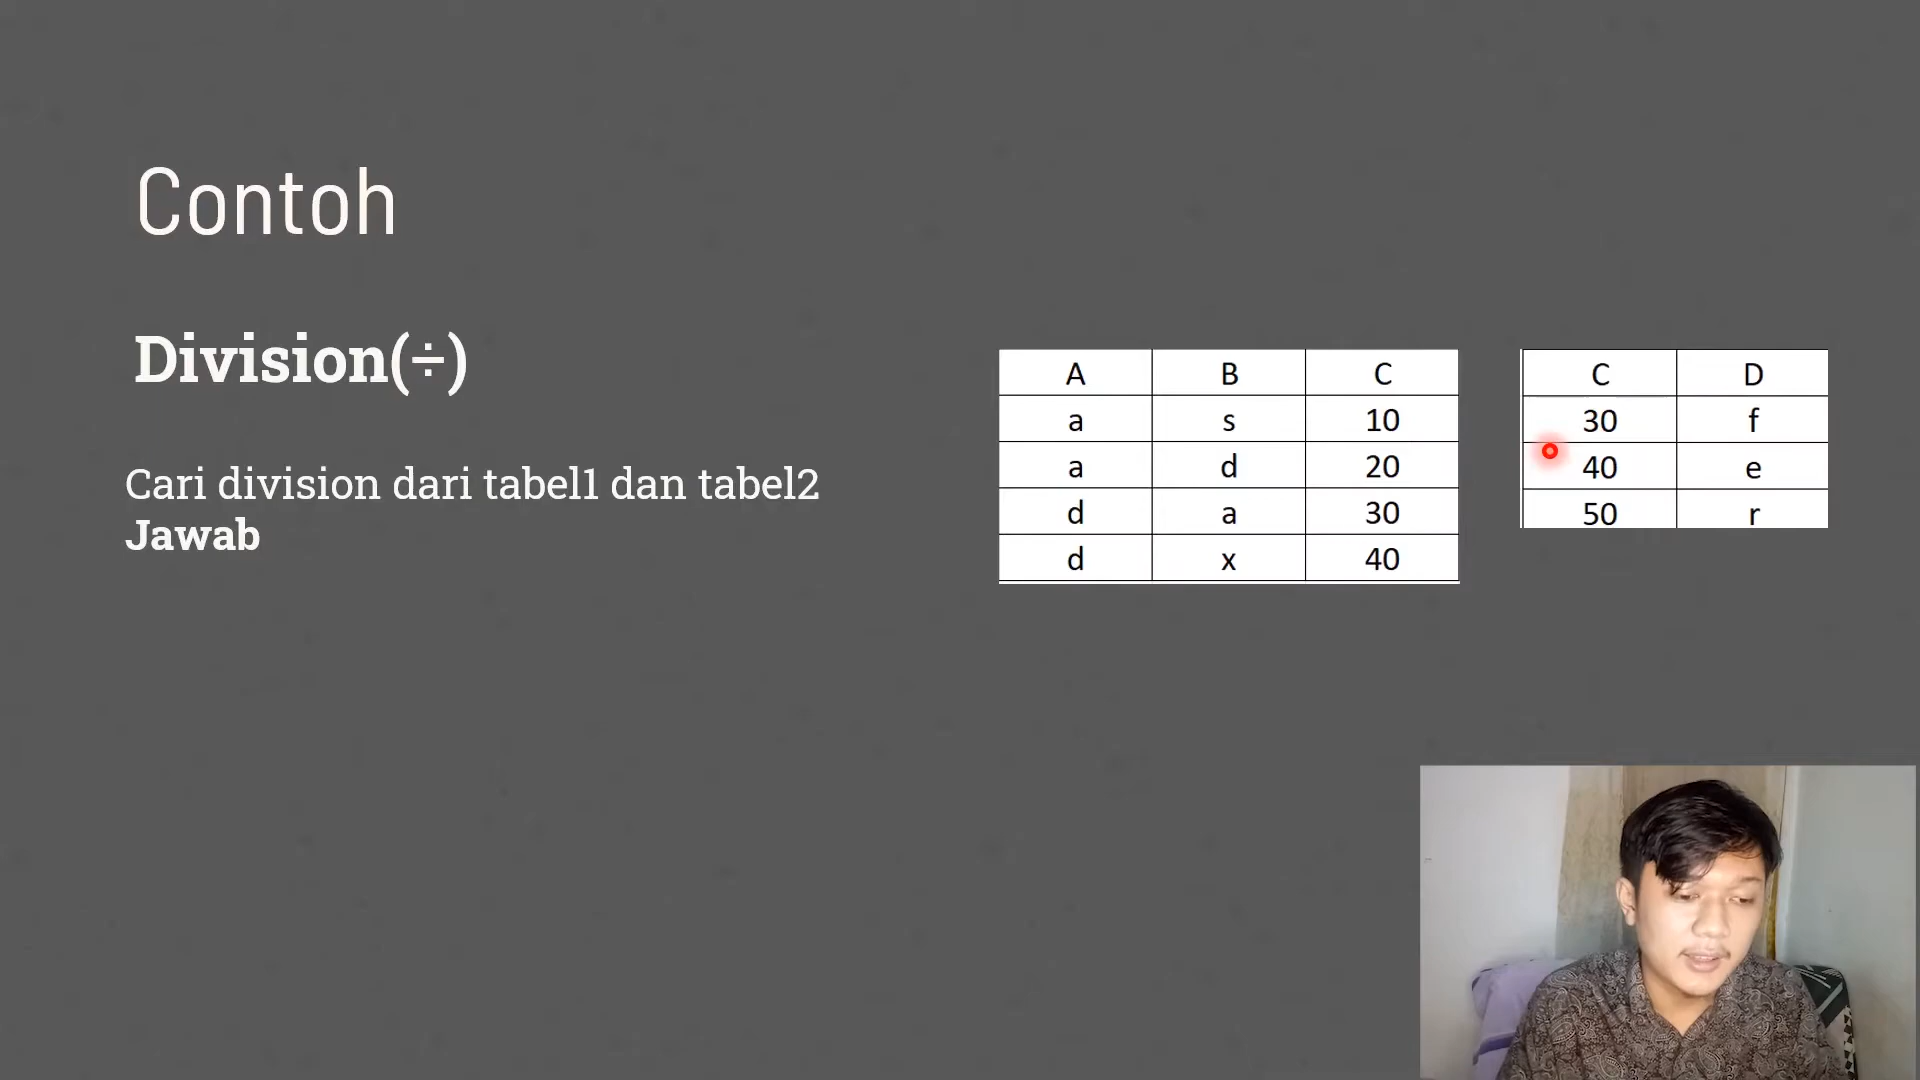 Contoh
Division(÷)
Cari division dari tabel1 dan tabel2
Jawab
A B C
a s 10
a d 20
d a 30
d x 40
C D
30 f
40 e
50 r